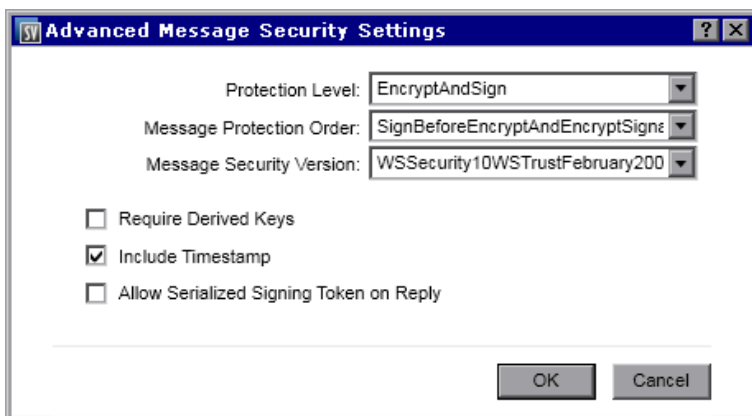 SV Advanced Message Security Settings ?
Protection Level: EncryptAndSign
Message Protection Order: SignBeforeEncryptAndEncryptSigna
Message Security Version: WSSecurity10WSTrustFebruary200
Require Derived Keys
Include Timestamp
Allow Serialized Signing Token on Reply
OK Cancel